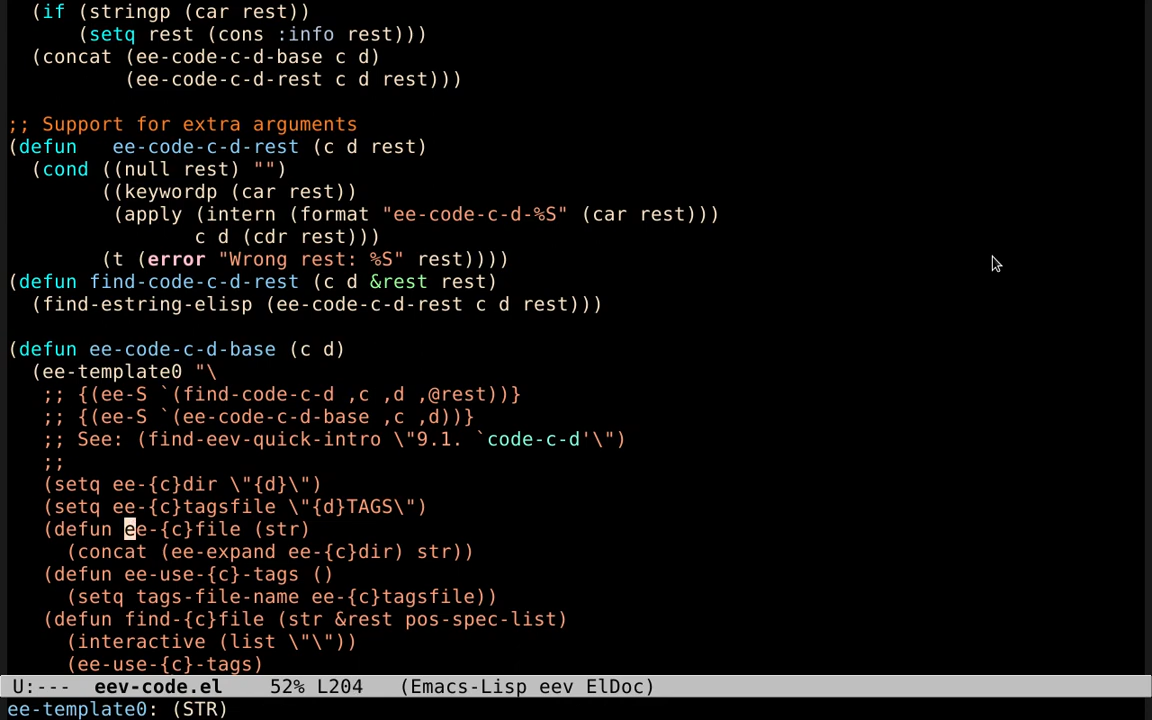 (if (stringp (car rest))
      (setq rest (cons :info rest)))
  (concat (ee-code-c-d-base c d)
          (ee-code-c-d-rest c d rest)))

;; Support for extra arguments
(defun   ee-code-c-d-rest (c d rest)
  (cond ((null rest) "")
        ((keywordp (car rest))
         (apply (intern (format "ee-code-c-d-%S" (car rest)))
                c d (cdr rest)))
        (t (error "Wrong rest: %S" rest))))
(defun find-code-c-d-rest (c d &rest rest)
  (find-estring-elisp (ee-code-c-d-rest c d rest)))

(defun ee-code-c-d-base (c d)
  (ee-template0 "\
   ;; {(ee-S `(find-code-c-d ,c ,d ,@rest))}
   ;; {(ee-S `(ee-code-c-d-base ,c ,d))}
   ;; See: (find-eev-quick-intro \"9.1. `code-c-d'\")
   ;;
   (setq ee-{c}dir \"{d}\")
   (setq ee-{c}tagsfile \"{d}TAGS\")
   (defun ee-{c}file (str)
     (concat (ee-expand ee-{c}dir) str))
   (defun ee-use-{c}-tags ()
     (setq tags-file-name ee-{c}tagsfile))
   (defun find-{c}file (str &rest pos-spec-list)
     (interactive (list \"\"))
     (ee-use-{c}-tags)
U:---  eev-code.el    52% L204   (Emacs-Lisp eev ElDoc)
ee-template0: (STR)